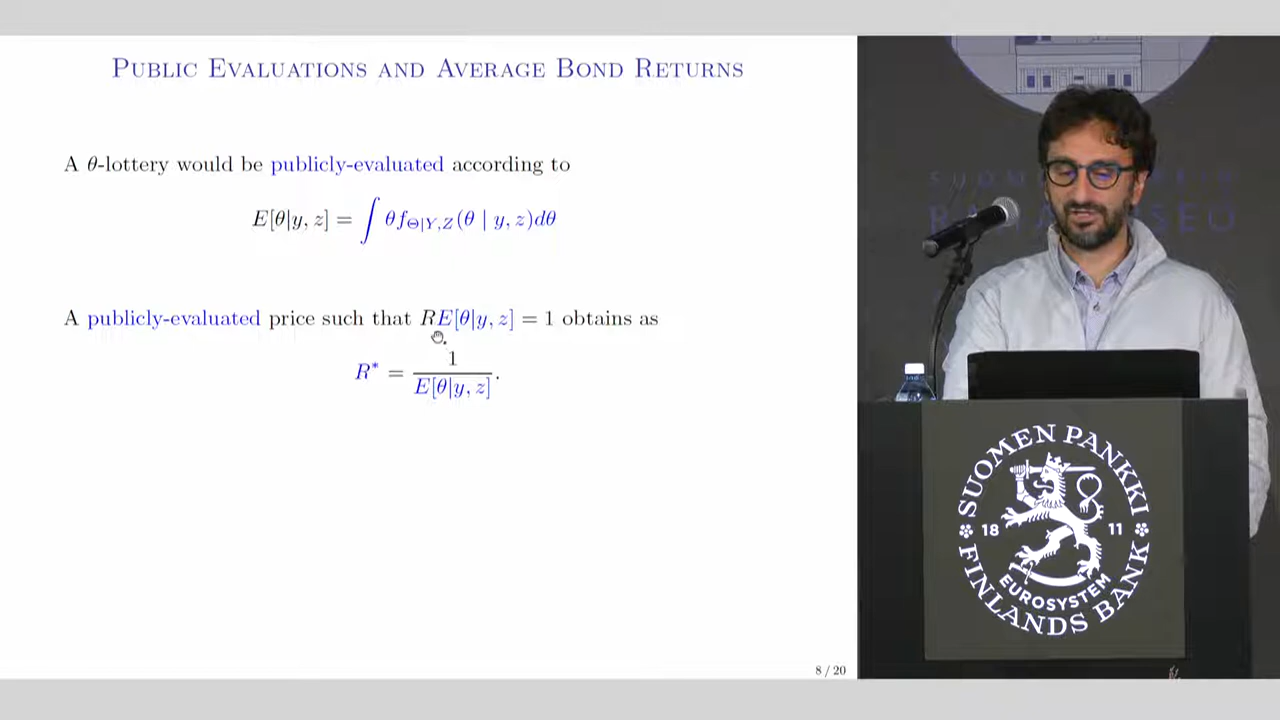 PUBLIC EVALUATIONS AND AVERAGE BOND RETURNS
A θ-lottery would be publicly-evaluated according to
E[θ|y, z] = ∫ θf_{Θ|Y,Z}(θ | y, z)dθ
A publicly-evaluated price such that RE[θ|y, z] = 1 obtains as
R* = 1 / E[θ|y, z].
8 / 20
SUOMEN PANKKI
18 11
EUROSYSTEM
FINLANDS BANK